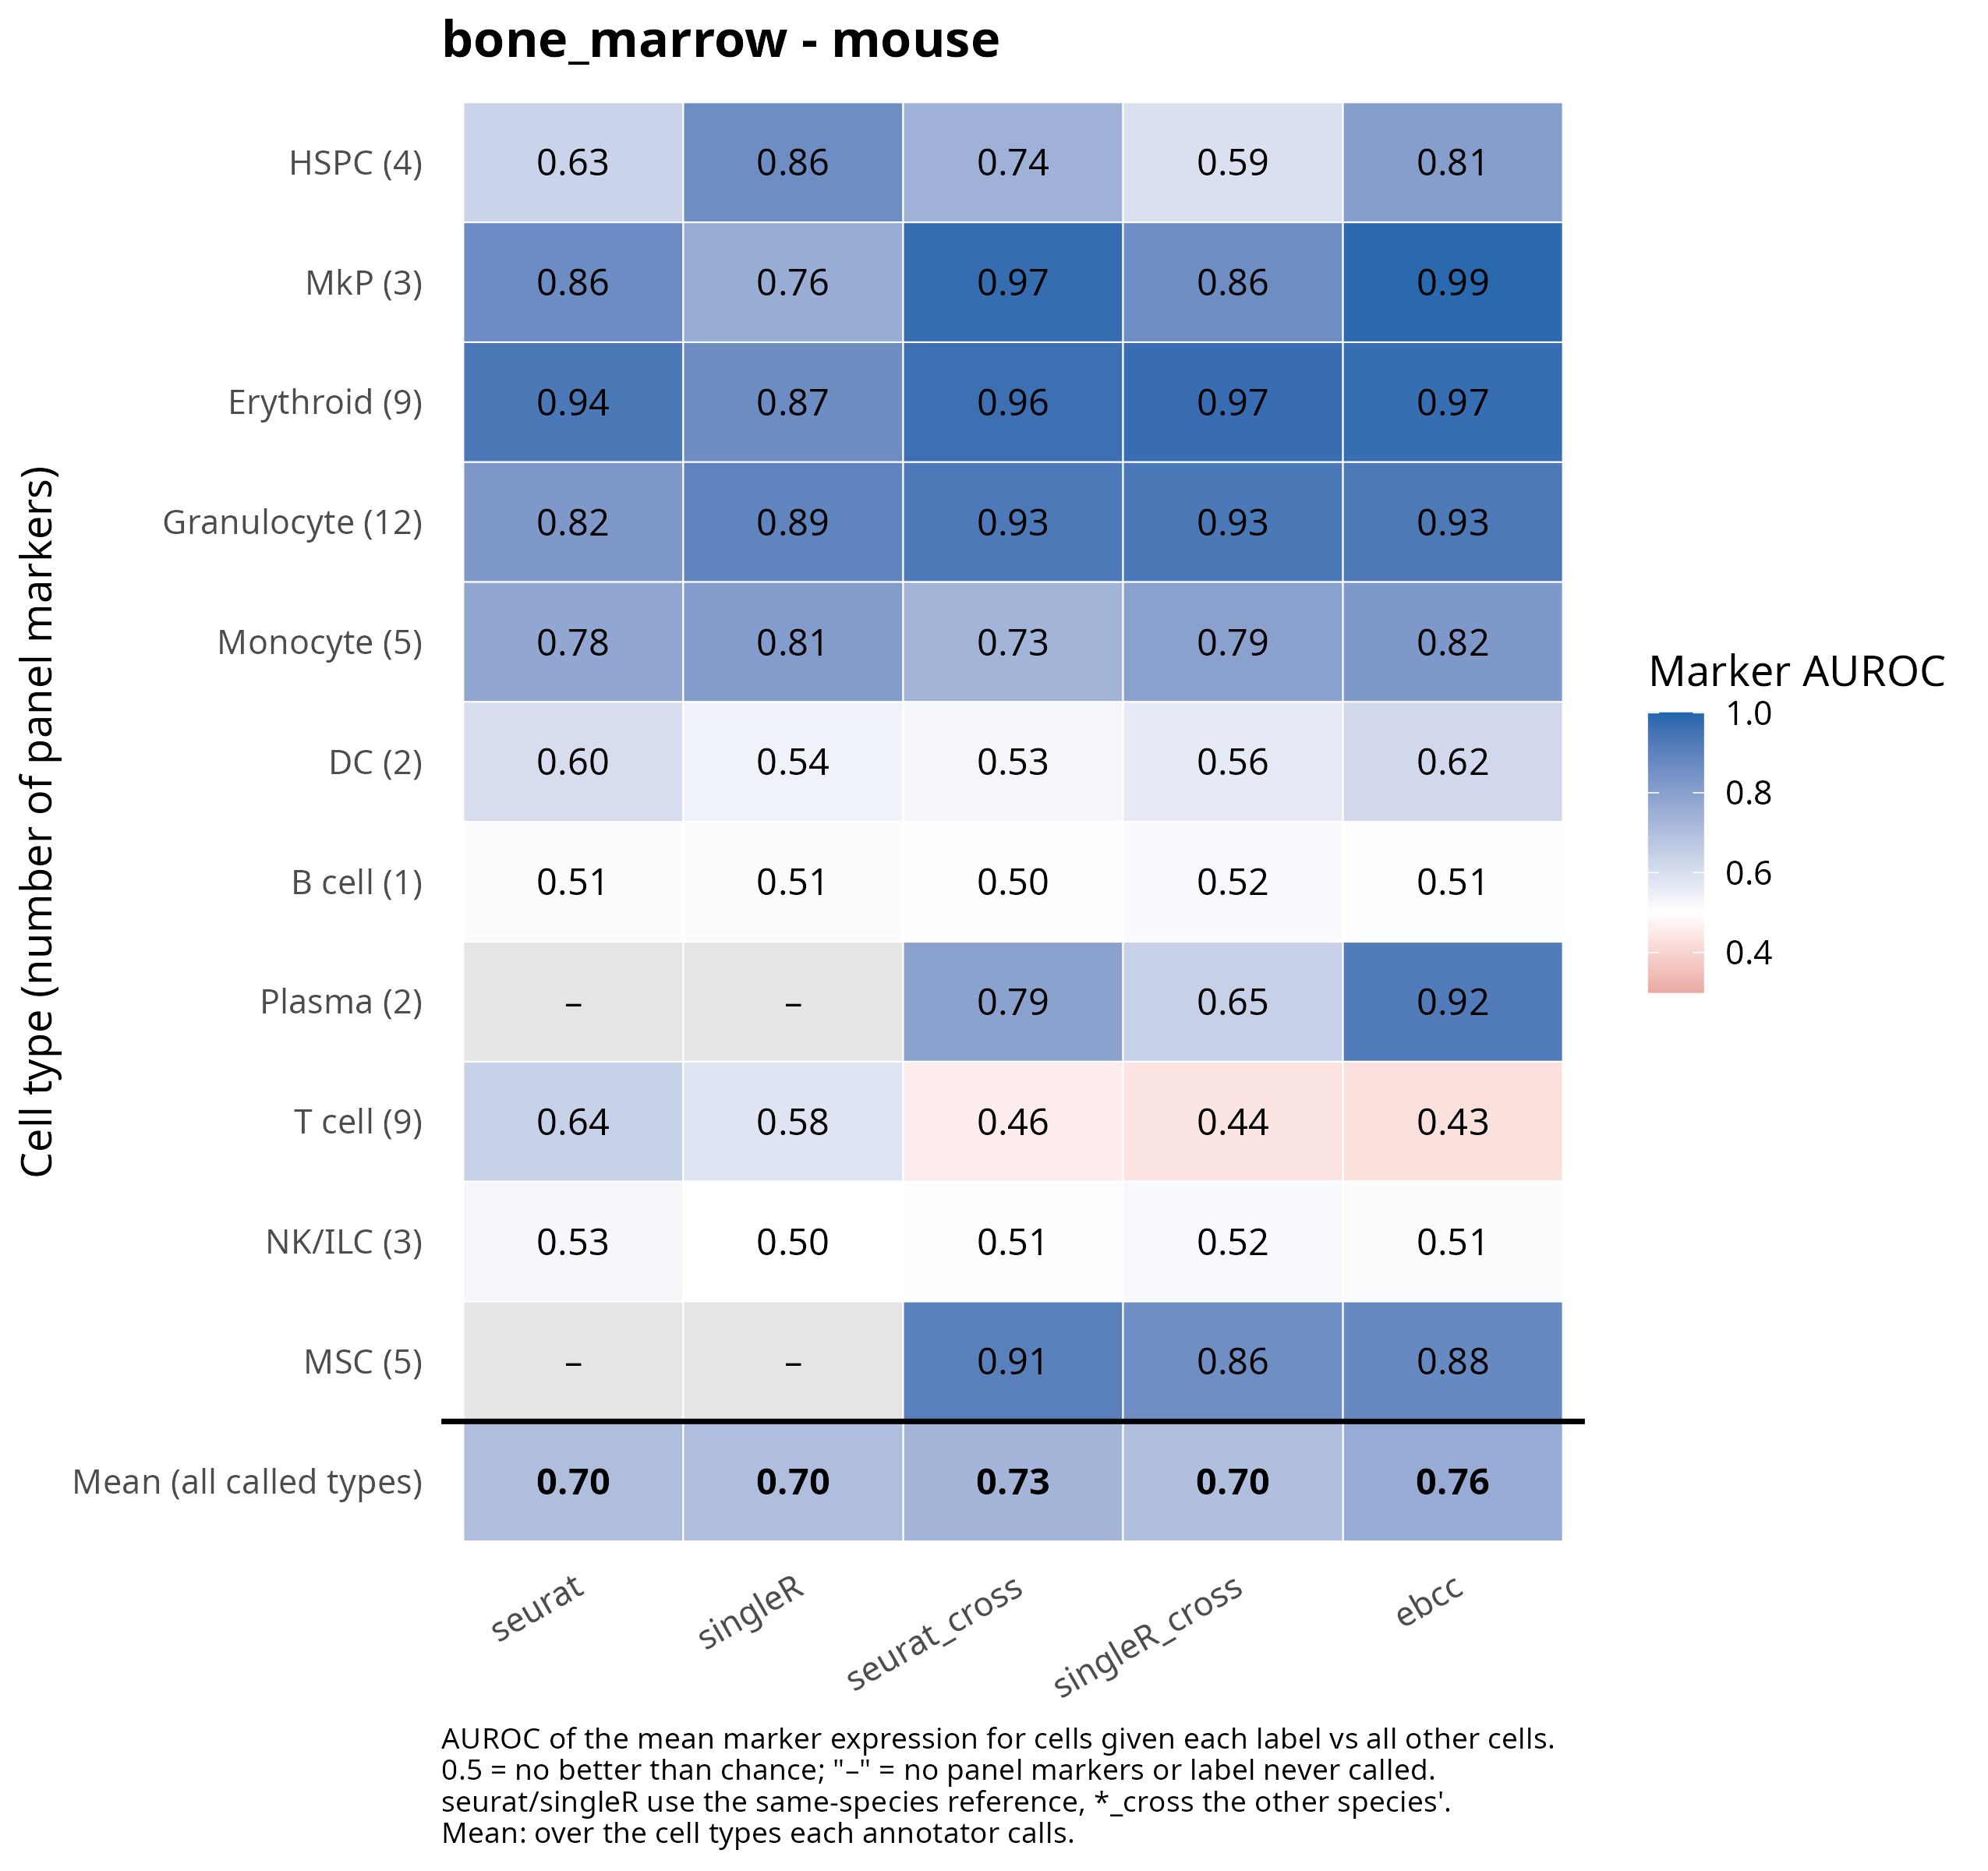 bone_marrow - mouse
Cell type (number of panel markers)
HSPC (4) 0.63 0.86 0.74 0.59 0.81
MkP (3) 0.86 0.76 0.97 0.86 0.99
Erythroid (9) 0.94 0.87 0.96 0.97 0.97
Granulocyte (12) 0.82 0.89 0.93 0.93 0.93
Monocyte (5) 0.78 0.81 0.73 0.79 0.82
DC (2) 0.60 0.54 0.53 0.56 0.62
B cell (1) 0.51 0.51 0.50 0.52 0.51
Plasma (2) – – 0.79 0.65 0.92
T cell (9) 0.64 0.58 0.46 0.44 0.43
NK/ILC (3) 0.53 0.50 0.51 0.52 0.51
MSC (5) – – 0.91 0.86 0.88
Mean (all called types) 0.70 0.70 0.73 0.70 0.76
seurat singleR seurat_cross singleR_cross ebcc
Marker AUROC
1.0
0.8
0.6
0.4
AUROC of the mean marker expression for cells given each label vs all other cells.
0.5 = no better than chance; "–" = no panel markers or label never called.
seurat/singleR use the same-species reference, *_cross the other species'.
Mean: over the cell types each annotator calls.